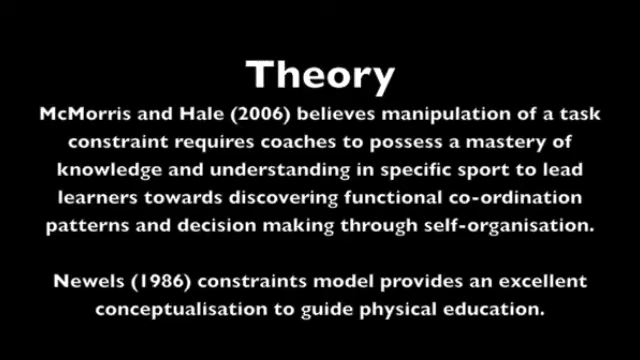 Theory
McMorris and Hale (2006) believes manipulation of a task
constraint requires coaches to possess a mastery of
knowledge and understanding in specific sport to lead
learners towards discovering functional co-ordination
patterns and decision making through self-organisation.
Newels (1986) constraints model provides an excellent
conceptualisation to guide physical education.